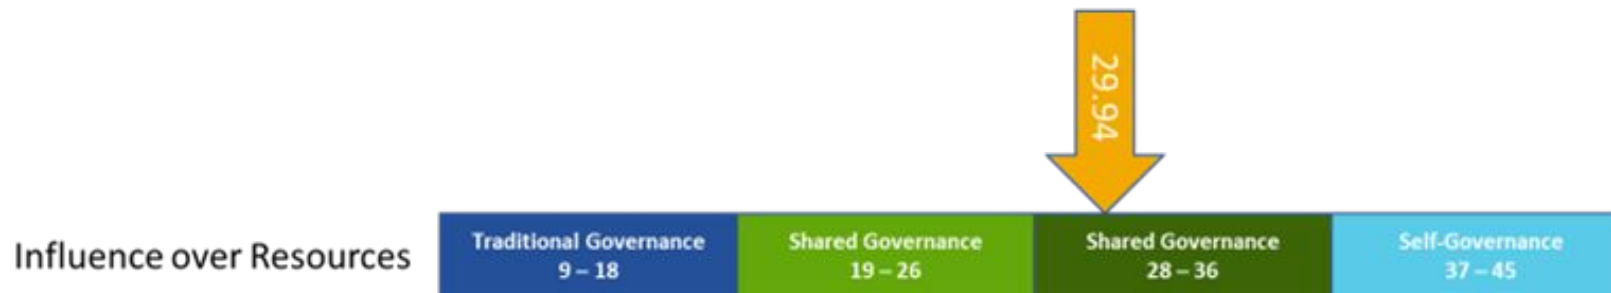 29.94
Influence over Resources
Traditional Governance
9 – 18
Shared Governance
19 – 26
Shared Governance
28 – 36
Self-Governance
37 – 45